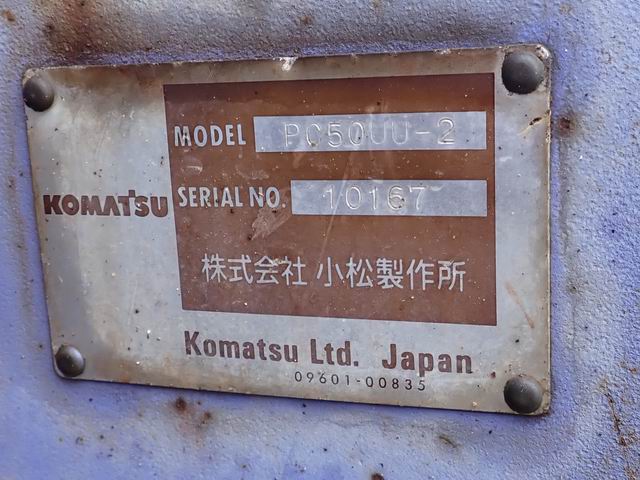 MODEL PC50UU-2
KOMATSU SERIAL NO. 10167
株式会社 小松製作所
Komatsu Ltd. Japan
09601-00835